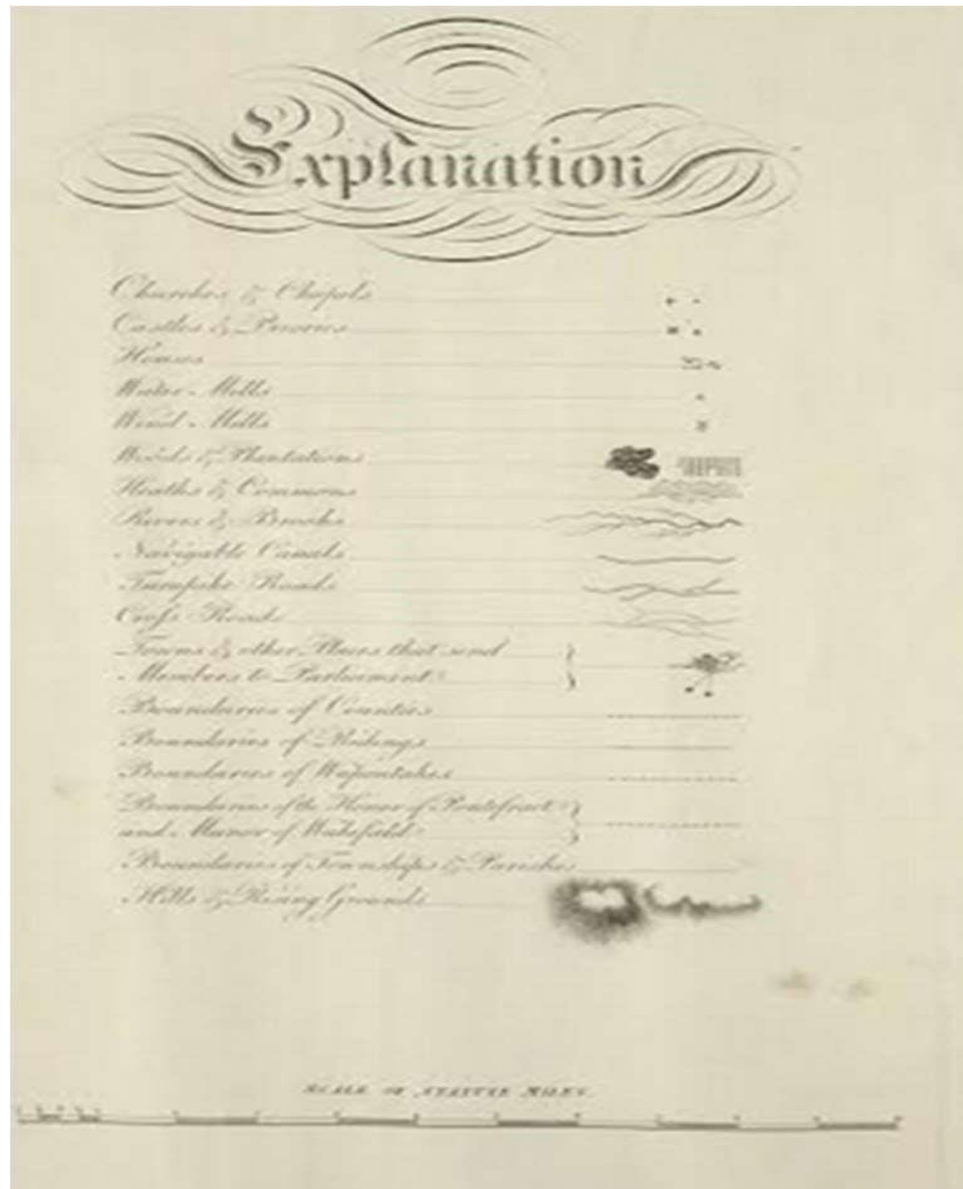 Explanation
Churches & Chapels
Castles & Priories
Houses
Water-Mills
Wind-Mills
Woods & Plantations
Heaths & Commons
Rivers & Brooks
Navigable Canals
Turnpike Roads
Cross Roads
Towns & other Places that send
Members to Parliament
Boundaries of Counties
Boundaries of Ridings
Boundaries of Wapontakes
Boundaries of the Honor of Pontefract
and Manor of Wakefield
Boundaries of Townships & Parishes
Hills & Rising Grounds
SCALE OF STATUTE MILES